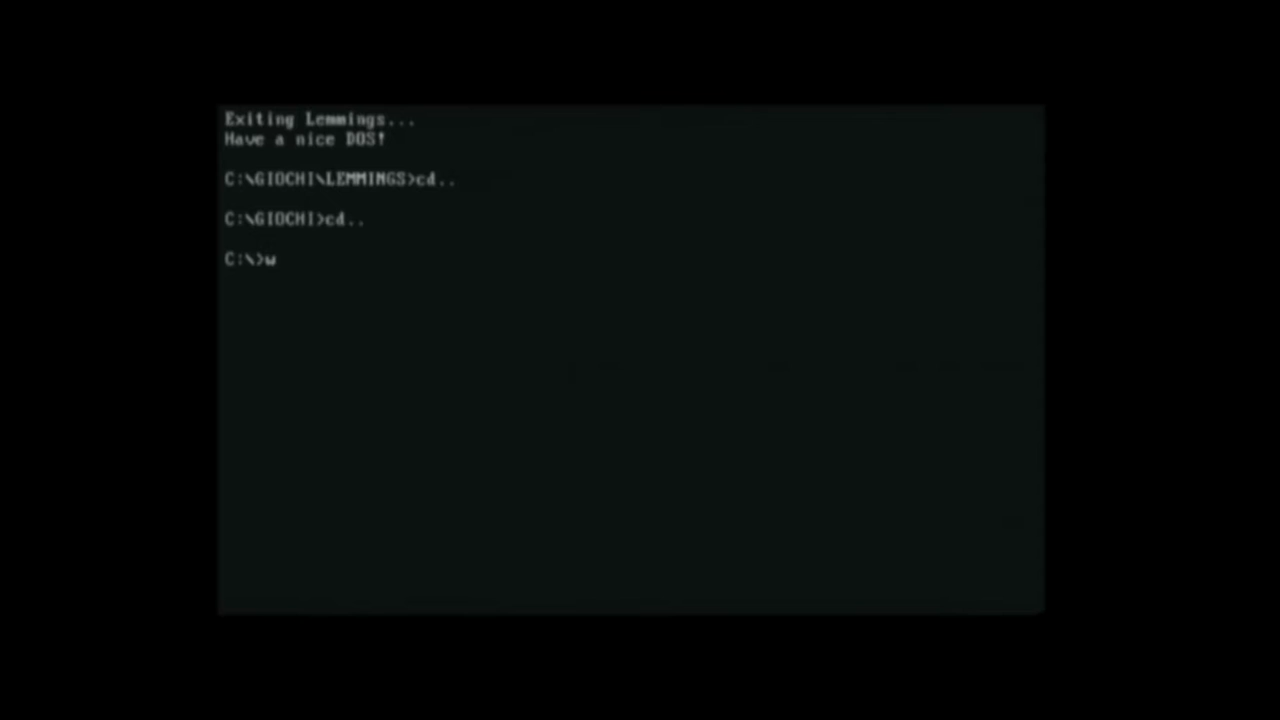 Exiting Lemmings...
Have a nice DOS!
C:\GIOCHI\LEMMINGS>cd..
C:\GIOCHI>cd..
C:\>w